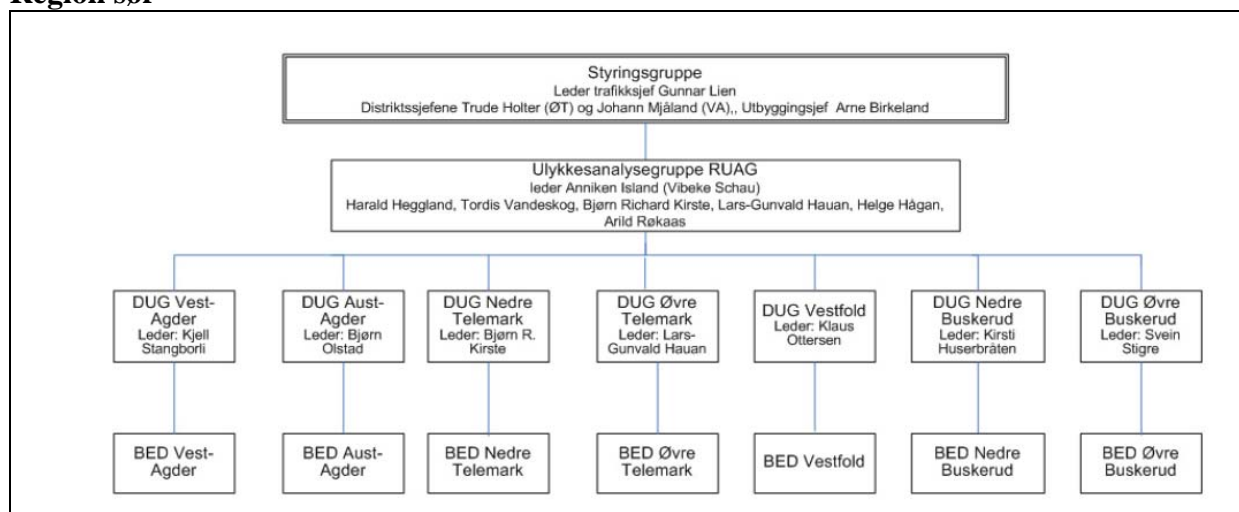 Region sør
Styringsgruppe
Leder trafikksjef Gunnar Lien
Distriktssjefene Trude Holter (ØT) og Johann Mjåland (VA),, Utbyggingsjef Arne Birkeland
Ulykkesanalysegruppe RUAG
leder Anniken Island (Vibeke Schau)
Harald Heggland, Tordis Vandeskog, Bjørn Richard Kirste, Lars-Gunvald Hauan, Helge Hågan,
Arild Røkaas
DUG Vest-
Agder
Leder: Kjell
Stangborli
DUG Aust-
Agder
Leder: Bjørn
Olstad
DUG Nedre
Telemark
Leder: Bjørn R.
Kirste
DUG Øvre
Telemark
Leder: Lars-
Gunvald Hauan
DUG Vestfold
Leder: Klaus
Ottersen
DUG Nedre
Buskerud
Leder: Kirsti
Huserbråten
DUG Øvre
Buskerud
Leder: Svein
Stigre
BED Vest-
Agder
BED Aust-
Agder
BED Nedre
Telemark
BED Øvre
Telemark
BED Vestfold
BED Nedre
Buskerud
BED Øvre
Buskerud